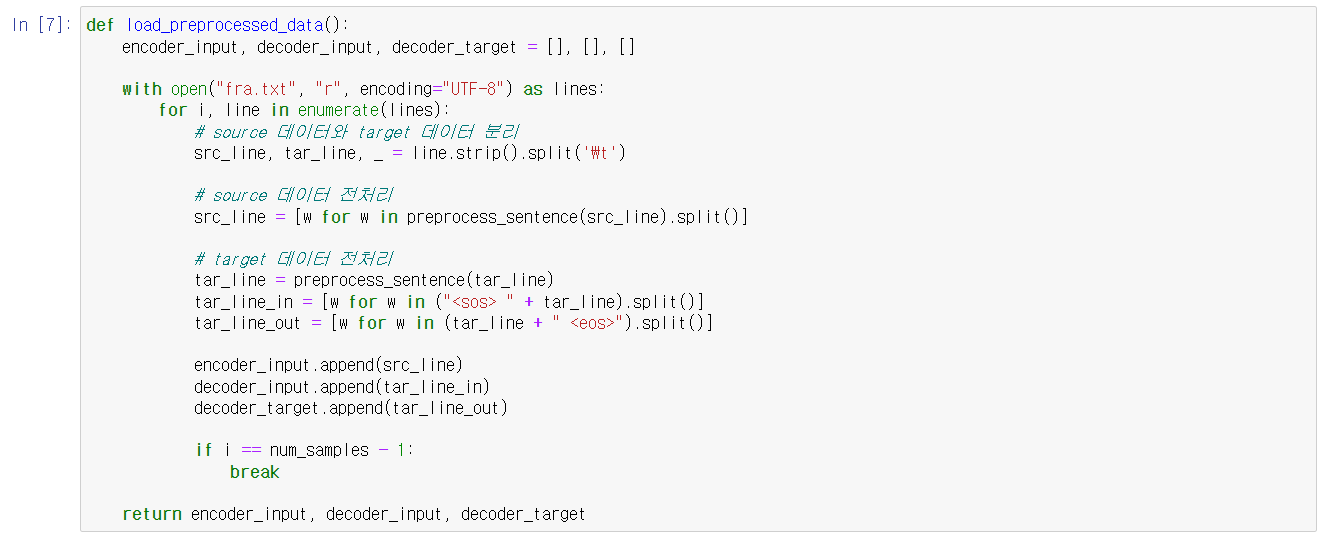 In [7]: def load_preprocessed_data():
    encoder_input, decoder_input, decoder_target = [], [], []

    with open("fra.txt", "r", encoding="UTF-8") as lines:
        for i, line in enumerate(lines):
            # source 데이터와 target 데이터 분리
            src_line, tar_line, _ = line.strip().split('₩t')

            # source 데이터 전처리
            src_line = [w for w in preprocess_sentence(src_line).split()]

            # target 데이터 전처리
            tar_line = preprocess_sentence(tar_line)
            tar_line_in = [w for w in ("<sos> " + tar_line).split()]
            tar_line_out = [w for w in (tar_line + " <eos>").split()]

            encoder_input.append(src_line)
            decoder_input.append(tar_line_in)
            decoder_target.append(tar_line_out)

            if i == num_samples - 1:
                break

    return encoder_input, decoder_input, decoder_target